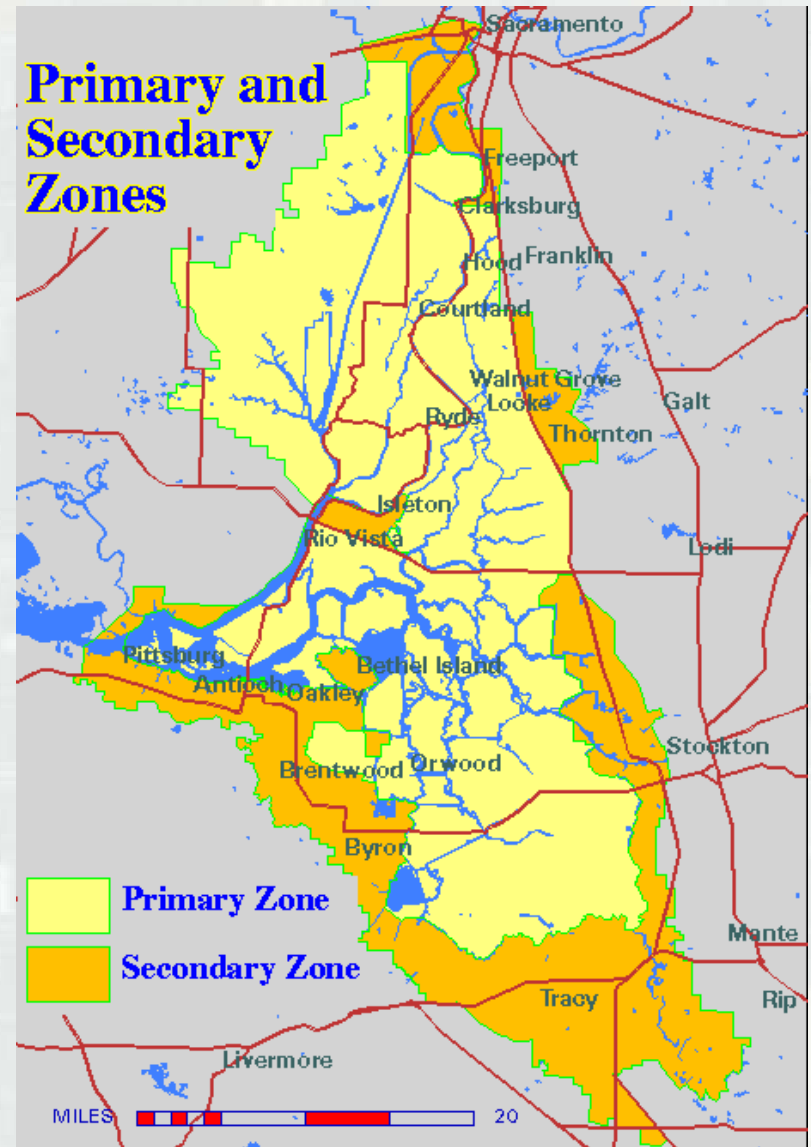 Sacramento
Primary and
Secondary
Zones
Freeport
Clarksburg
Hood
Franklin
Courtland
Walnut Grove
Locke
Galt
Ryde
Thornton
Isleton
Rio Vista
Lodi
Pittsburg
Bethel Island
Antioch
Oakley
Stockton
Brentwood
Orwood
Byron
Primary Zone
Mante
Secondary Zone
Tracy
Rip
Livermore
MILES
20